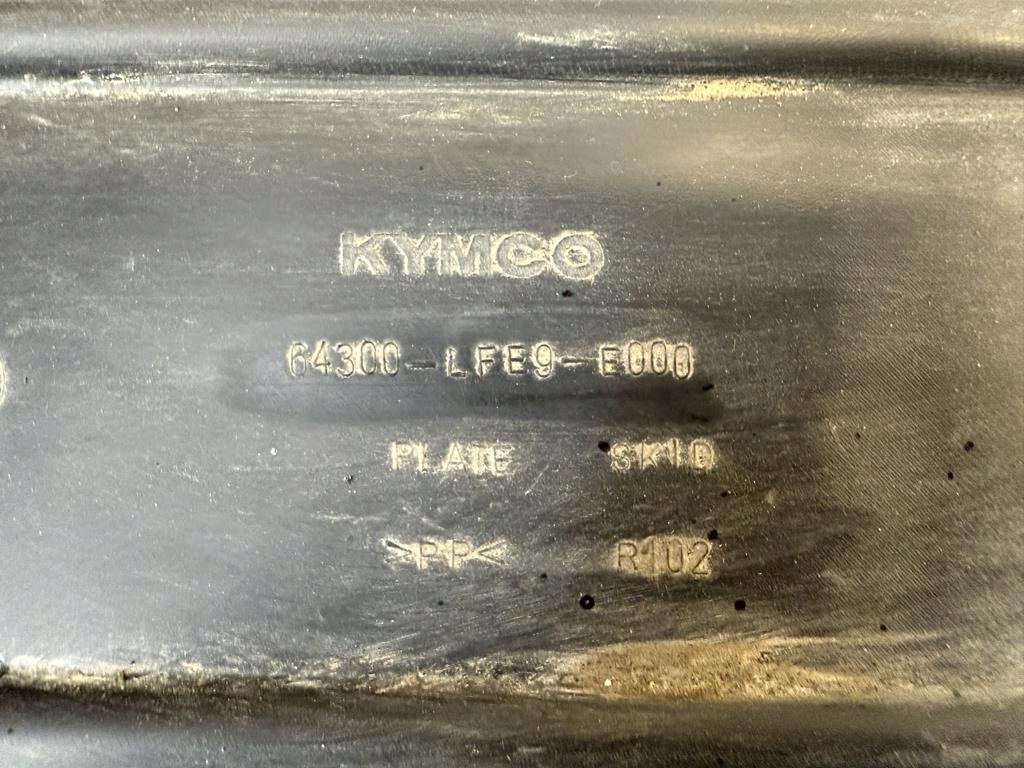 KYMCO
64300-LFE9-E000
PLATE SKID
>PP< R102